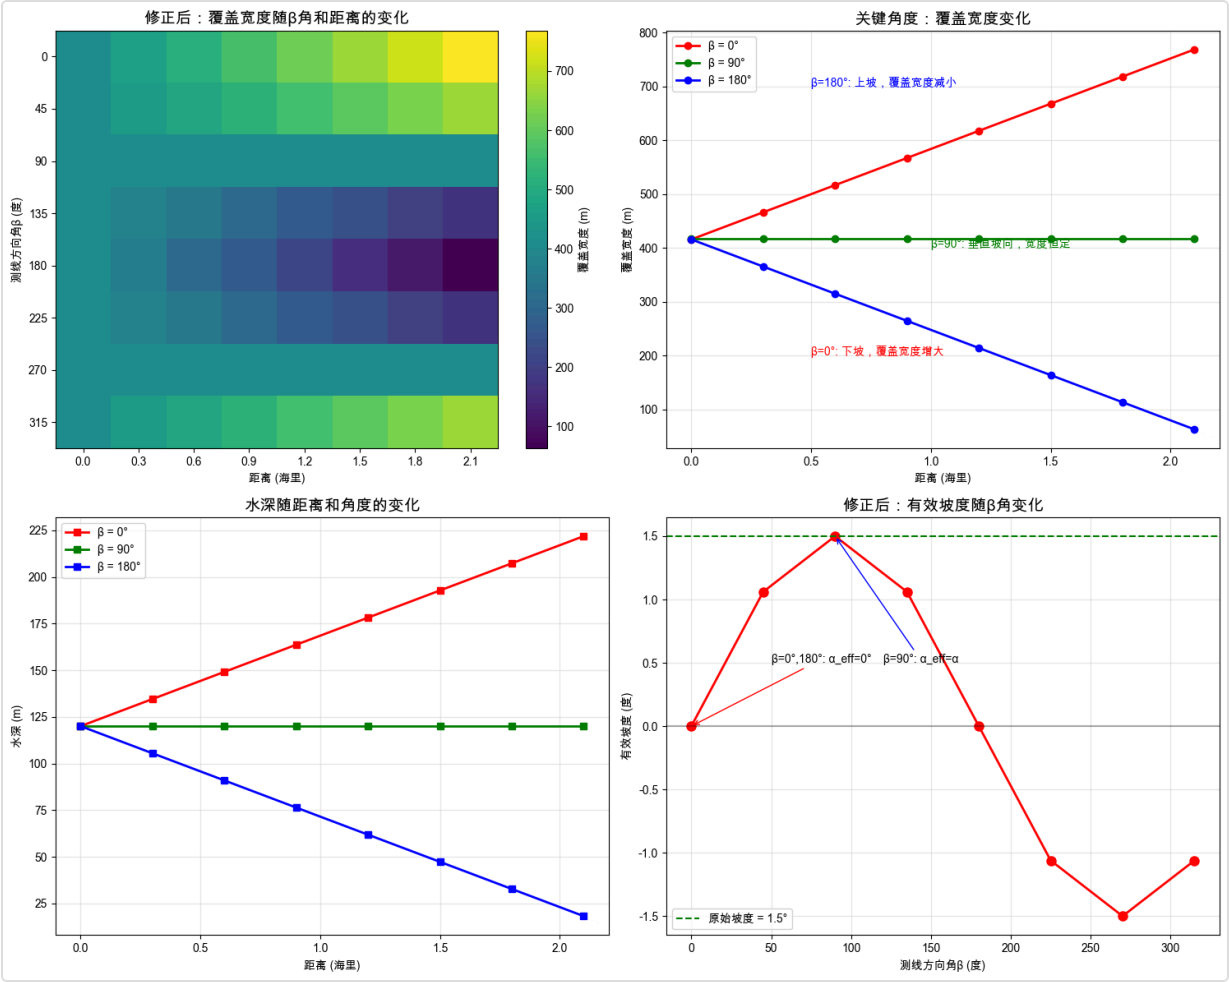 修正后：覆盖宽度随β角和距离的变化
测线方向角β (度)
0
45
90
135
180
225
270
315
0.0 0.3 0.6 0.9 1.2 1.5 1.8 2.1
距离 (海里)
700
600
500
400
300
200
100
覆盖宽度 (m)
关键角度：覆盖宽度变化
β = 0°
β = 90°
β = 180°
β=180°: 上坡，覆盖宽度减小
β=90°: 垂直坡向，宽度恒定
β=0°: 下坡，覆盖宽度增大
覆盖宽度 (m)
800
700
600
500
400
300
200
100
0.0 0.5 1.0 1.5 2.0
距离 (海里)
水深随距离和角度的变化
β = 0°
β = 90°
β = 180°
水深 (m)
225
200
175
150
125
100
75
50
25
0.0 0.5 1.0 1.5 2.0
距离 (海里)
修正后：有效坡度随β角变化
β=0°,180°: α_eff=0°
β=90°: α_eff=α
原始坡度 = 1.5°
有效坡度 (度)
1.5
1.0
0.5
0.0
-0.5
-1.0
-1.5
0 50 100 150 200 250 300
测线方向角β (度)